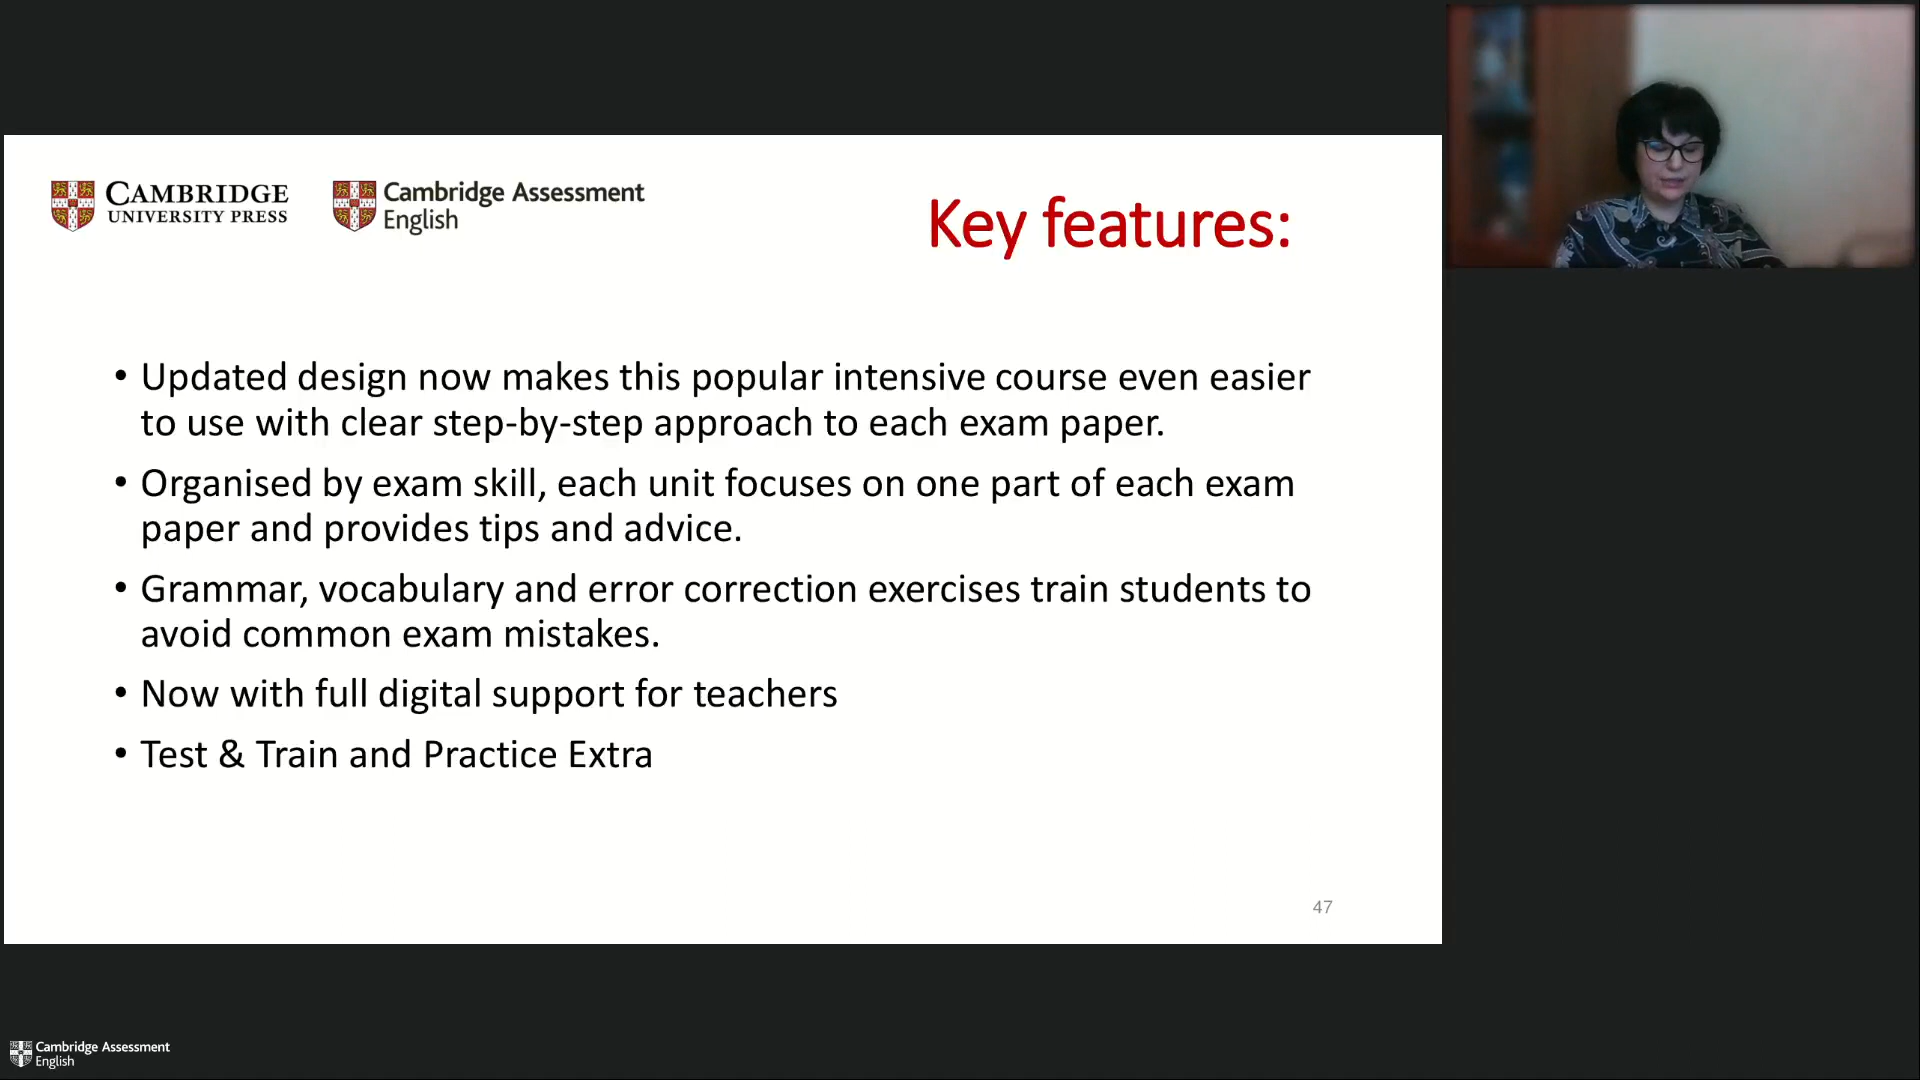 CAMBRIDGE
UNIVERSITY PRESS
Cambridge Assessment
English
Key features:
• Updated design now makes this popular intensive course even easier
to use with clear step-by-step approach to each exam paper.
• Organised by exam skill, each unit focuses on one part of each exam
paper and provides tips and advice.
• Grammar, vocabulary and error correction exercises train students to
avoid common exam mistakes.
• Now with full digital support for teachers
• Test & Train and Practice Extra
47
Cambridge Assessment
English